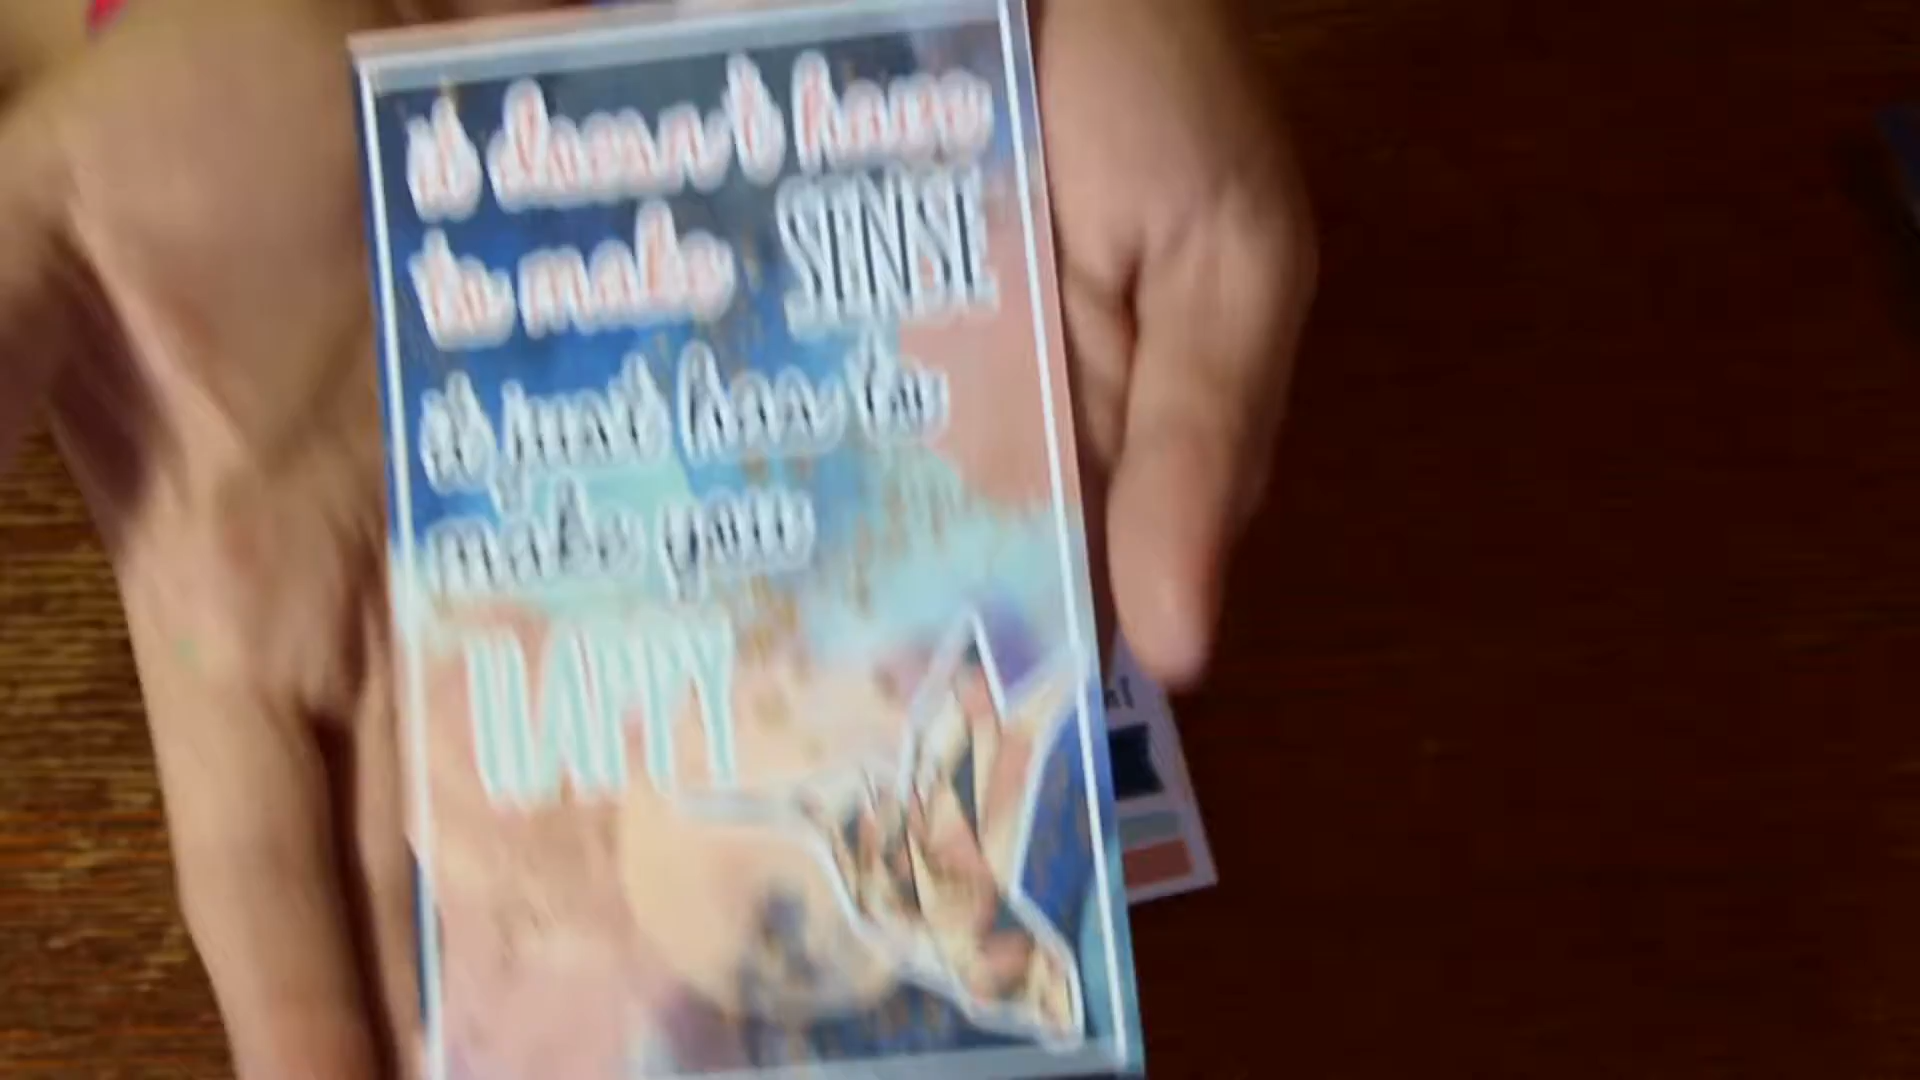 it doesn't have
to make SENSE
it just has to
make you
HAPPY